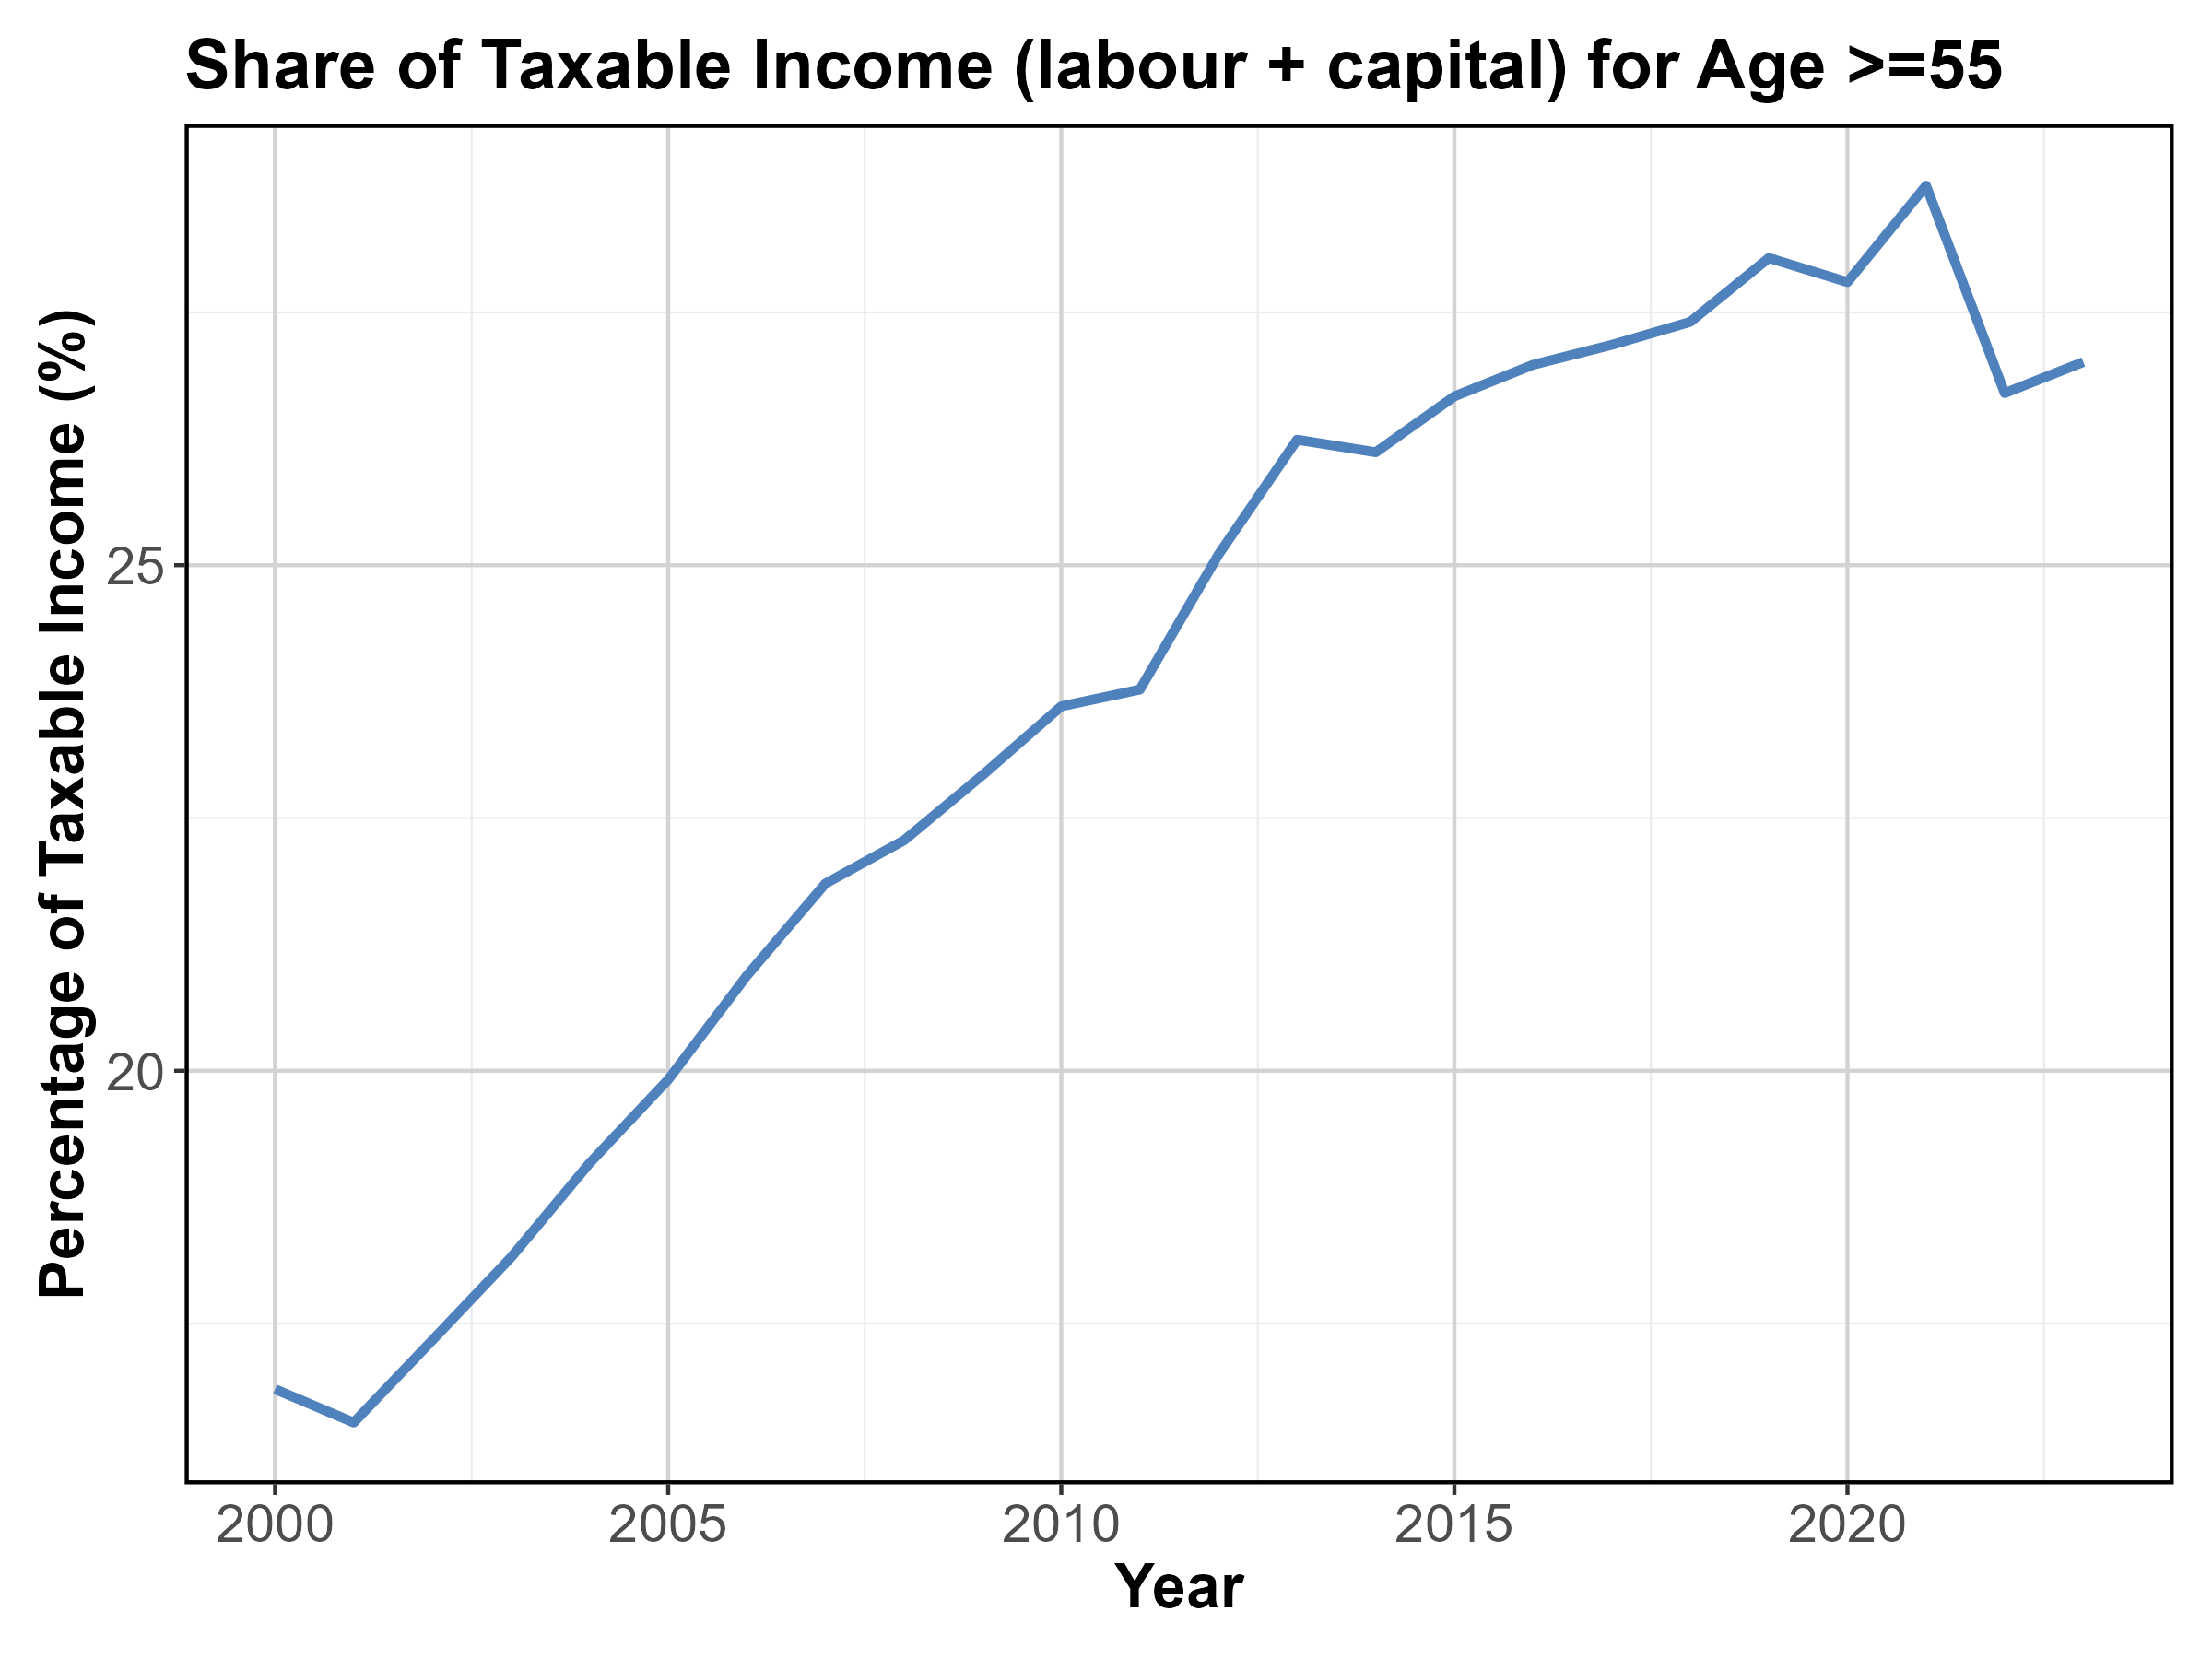 Share of Taxable Income (labour + capital) for Age >=55
Percentage of Taxable Income (%)
25
20
2000
2005
2010
2015
2020
Year